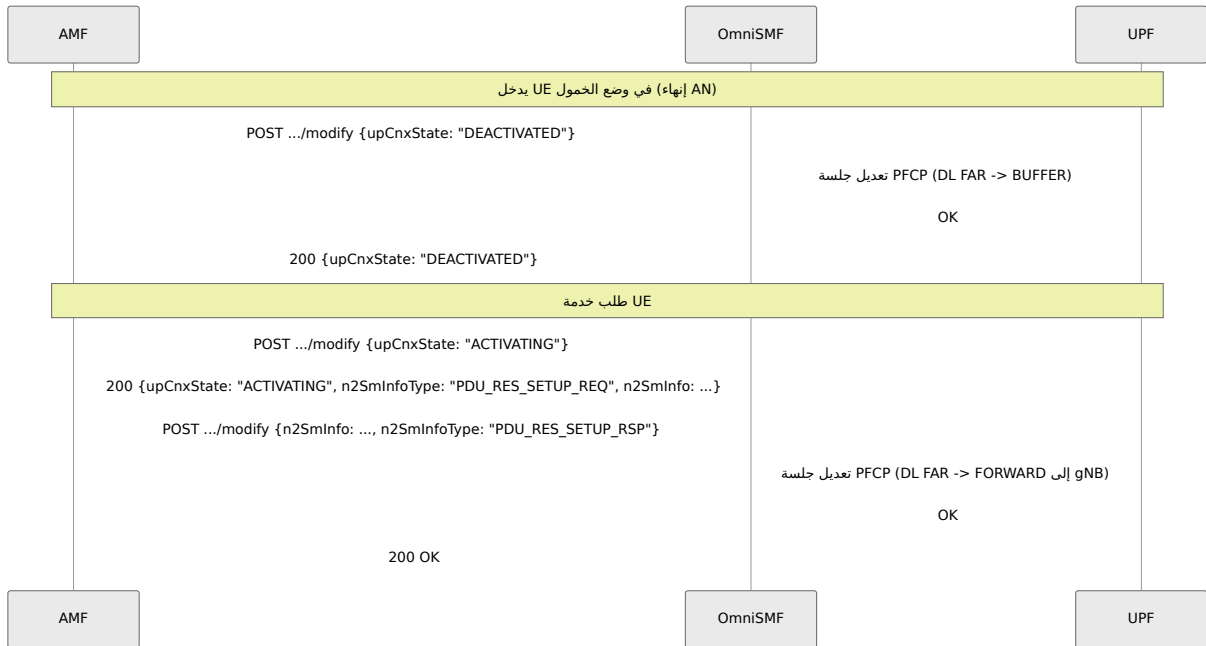 AMF OmniSMF UPF
يدخل UE في وضع الخمول (إنهاء AN)
POST .../modify {upCnxState: "DEACTIVATED"}
تعديل جلسة PFCP (DL FAR -> BUFFER)
OK
200 {upCnxState: "DEACTIVATED"}
طلب خدمة UE
POST .../modify {upCnxState: "ACTIVATING"}
200 {upCnxState: "ACTIVATING", n2SmInfoType: "PDU_RES_SETUP_REQ", n2SmInfo: ...}
POST .../modify {n2SmInfo: ..., n2SmInfoType: "PDU_RES_SETUP_RSP"}
تعديل جلسة PFCP (DL FAR -> FORWARD إلى gNB)
OK
200 OK
AMF OmniSMF UPF